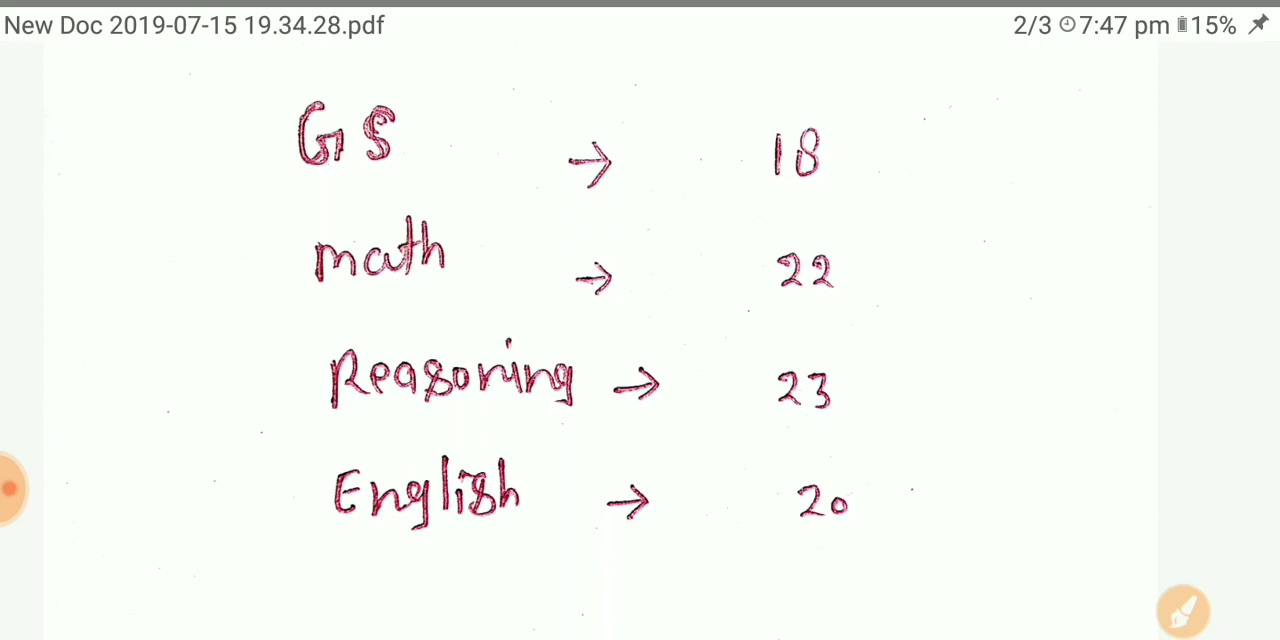 New Doc 2019-07-15 19.34.28.pdf 2/3 7:47 pm 15%
GS → 18
math → 22
Reasoning → 23
English → 20